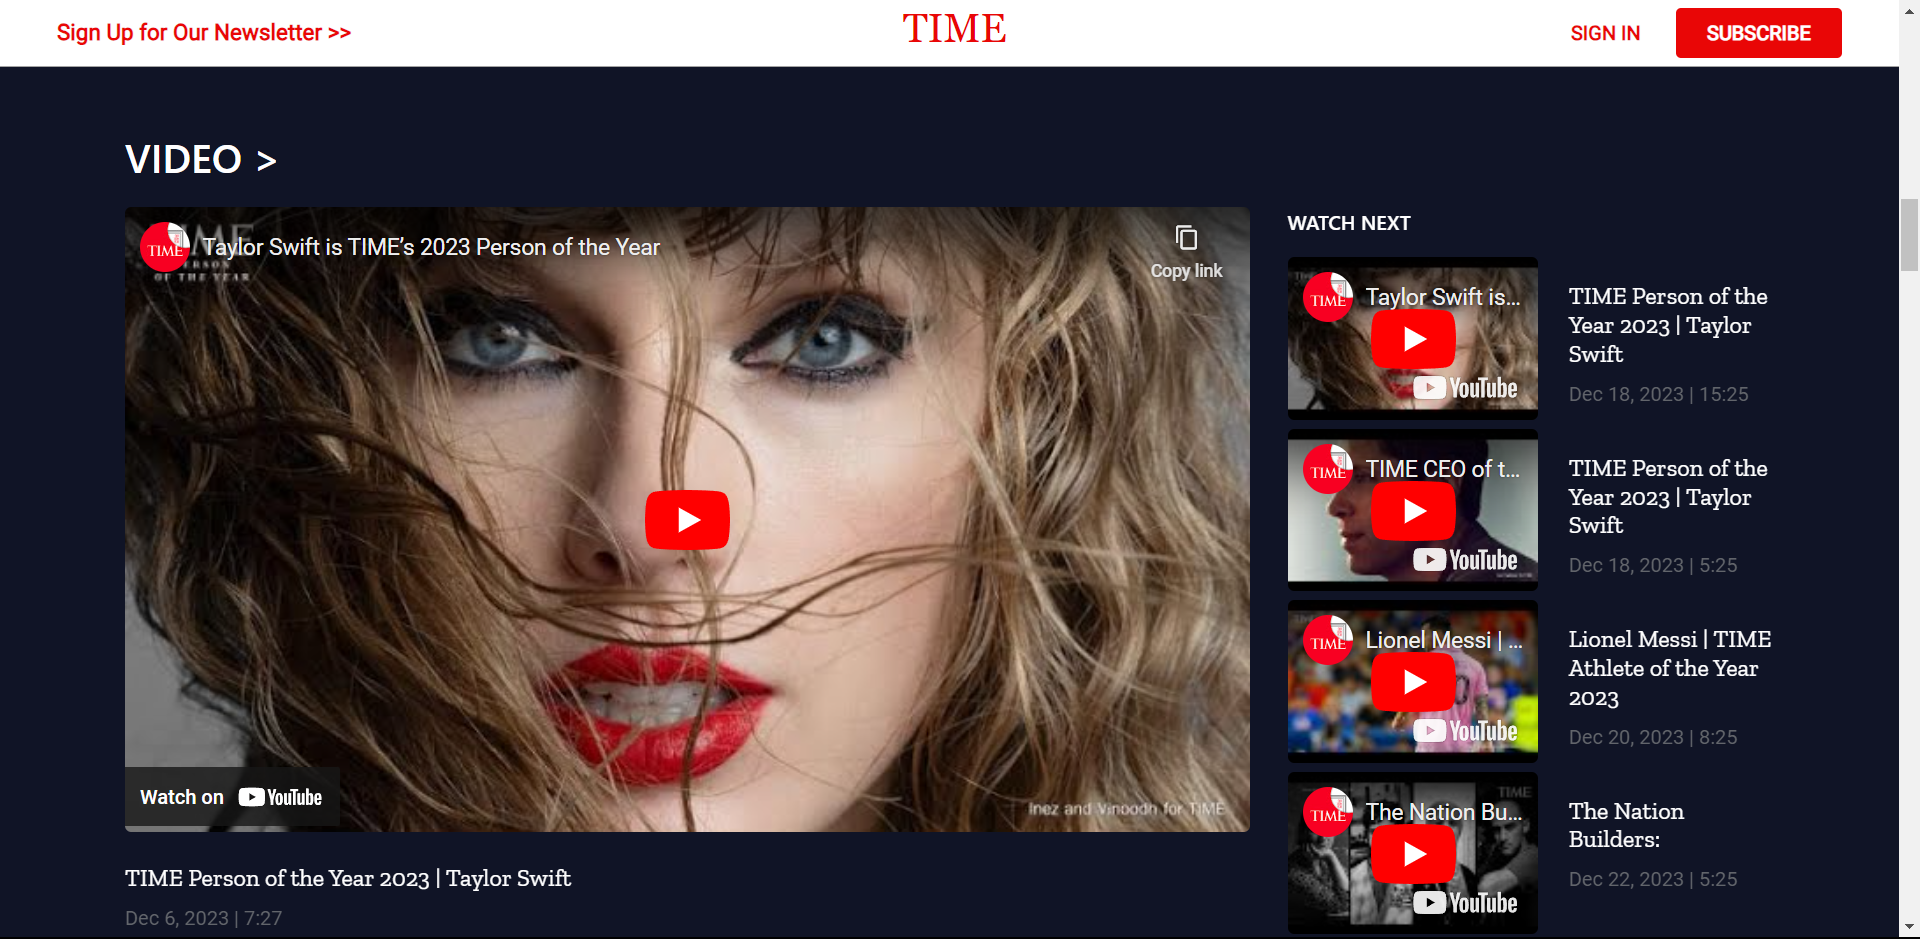 Sign Up for Our Newsletter >>
TIME
SIGN IN
SUBSCRIBE
VIDEO >
TIME
Taylor Swift is TIME’s 2023 Person of the Year
PERSON
OF THE YEAR
Copy link
Watch on YouTube
Inez and Vinoodh for TIME
TIME Person of the Year 2023 | Taylor Swift
Dec 6, 2023 | 7:27
WATCH NEXT
TIME
Taylor Swift is...
YouTube
TIME Person of the
Year 2023 | Taylor
Swift
Dec 18, 2023 | 15:25
TIME
TIME CEO of t...
YouTube
TIME Person of the
Year 2023 | Taylor
Swift
Dec 18, 2023 | 5:25
TIME
Lionel Messi | ...
YouTube
Lionel Messi | TIME
Athlete of the Year
2023
Dec 20, 2023 | 8:25
TIME
TIME
The Nation Bu...
YouTube
The Nation
Builders:
Dec 22, 2023 | 5:25